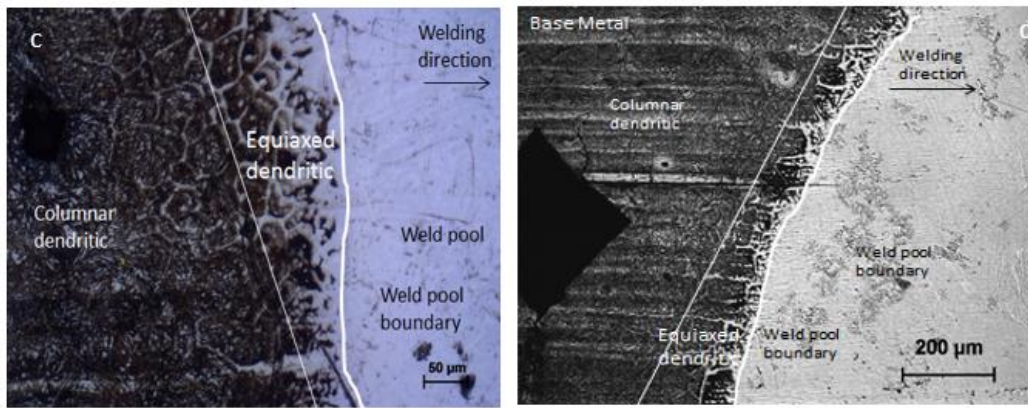 C
Welding
direction
Equiaxed
dendritic
Columnar
dendritic
Weld pool
Weld pool
boundary
50 µm
Base Metal
Welding
direction
Columnar
dendritic
Weld pool
boundary
Equiaxed
dendritic
Weld pool
boundary
200 µm